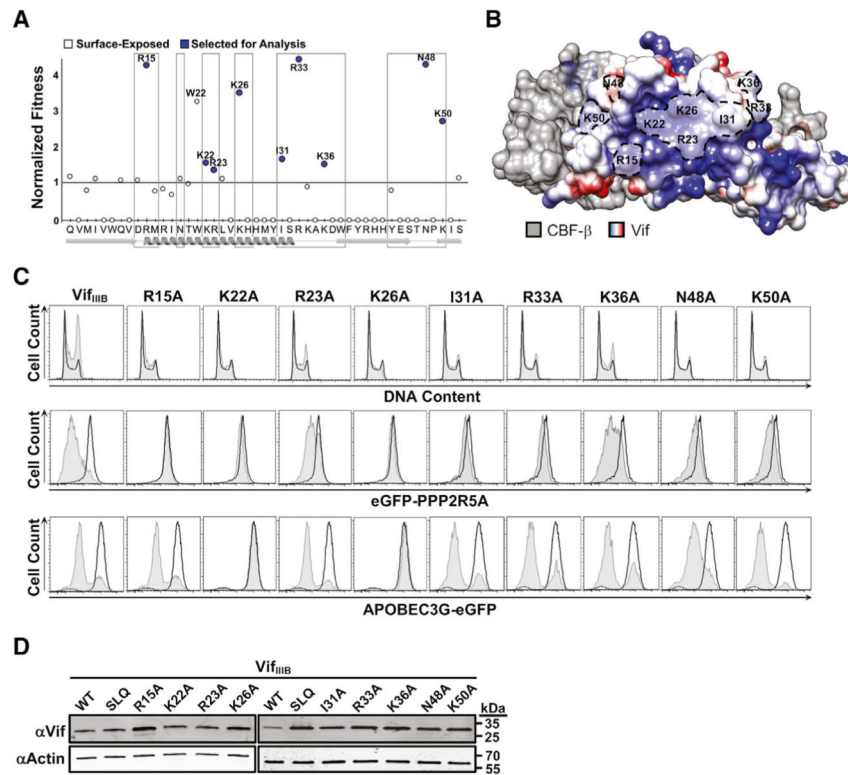 A
Surface-Exposed
Selected for Analysis
Normalized Fitness
4
3
2
1
0
R15
W22
K22
R23
K26
I31
R33
K36
N48
K50
Q V M I V W Q V D R M R I N T W K R L V K H H M Y I S R K A K D W F Y R H H Y E S T N P K I S
B
N48
K50
R15
K22
K26
R23
I31
K36
R33
CBF-β
Vif
C
VifIIIB R15A K22A R23A K26A I31A R33A K36A N48A K50A
Cell Count
DNA Content
Cell Count
eGFP-PPP2R5A
Cell Count
APOBEC3G-eGFP
D
VifIIIB
WT SLQ R15A K22A R23A K26A WT SLQ I31A R33A K36A N48A K50A
kDa
αVif
35
25
αActin
70
55